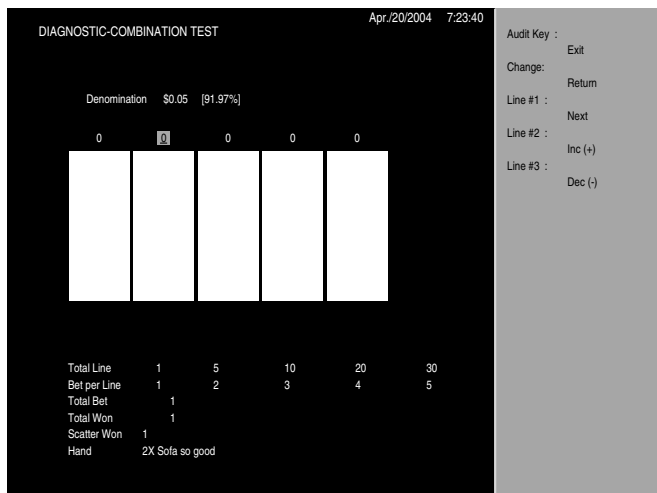 Apr./20/2004 7:23:40
DIAGNOSTIC-COMBINATION TEST
Denomination $0.05 [91.97%]
0 0 0 0 0
Total Line 1 5 10 20 30
Bet per Line 1 2 3 4 5
Total Bet 1
Total Won 1
Scatter Won 1
Hand 2X Sofa so good
Audit Key :
Exit
Change:
Return
Line #1 :
Next
Line #2 :
Inc (+)
Line #3 :
Dec (-)